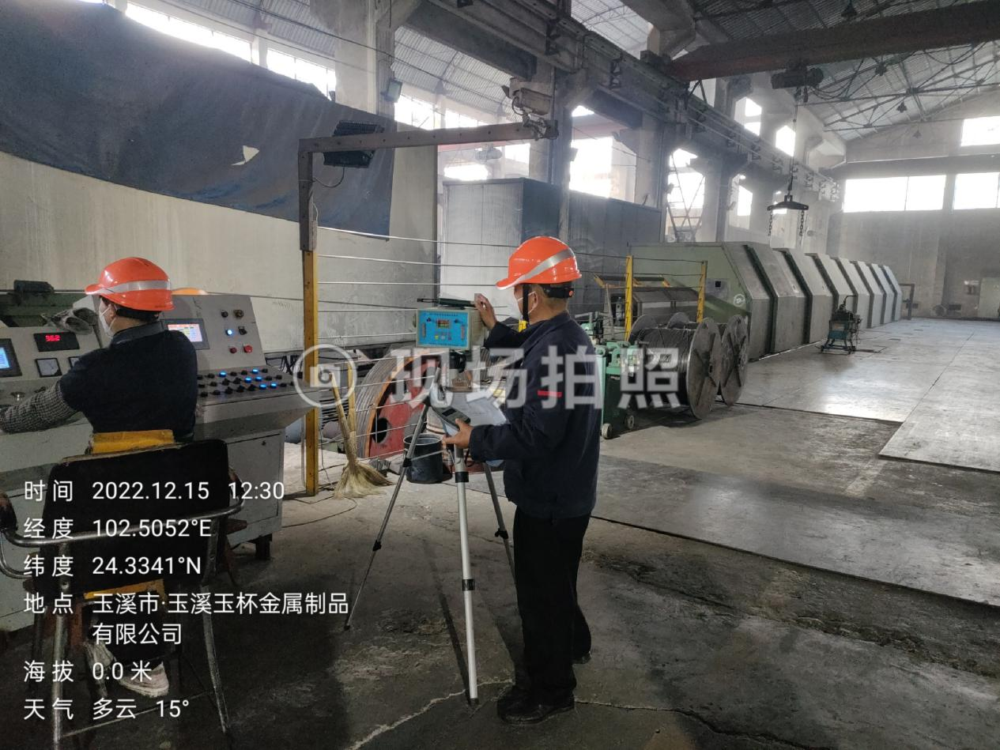 362
现场拍照
时间 2022.12.15 12:30
经度 102.5052°E
纬度 24.3341°N
地点 玉溪市·玉溪玉杯金属制品
有限公司
海拔 0.0 米
天气 多云 15°